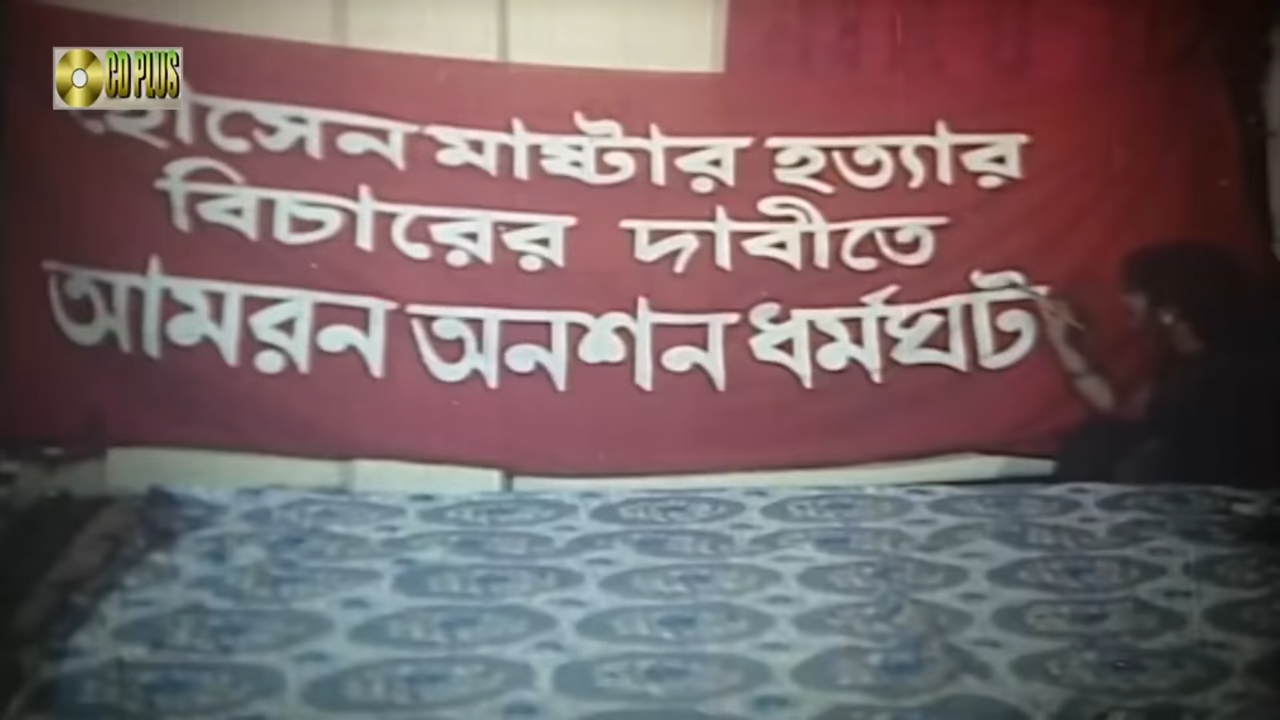 CD PLUS
হোসেন মাষ্টার হত্যার
বিচারের দাবীতে
আমরন অনশন ধর্মঘট